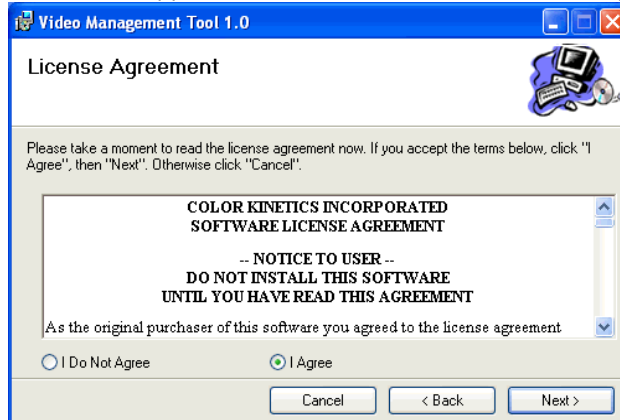 Video Management Tool 1.0
License Agreement
Please take a moment to read the license agreement now. If you accept the terms below, click "I
Agree", then "Next". Otherwise click "Cancel".
COLOR KINETICS INCORPORATED
SOFTWARE LICENSE AGREEMENT
-- NOTICE TO USER --
DO NOT INSTALL THIS SOFTWARE
UNTIL YOU HAVE READ THIS AGREEMENT
As the original purchaser of this software you agreed to the license agreement
I Do Not Agree
I Agree
Cancel
< Back
Next >